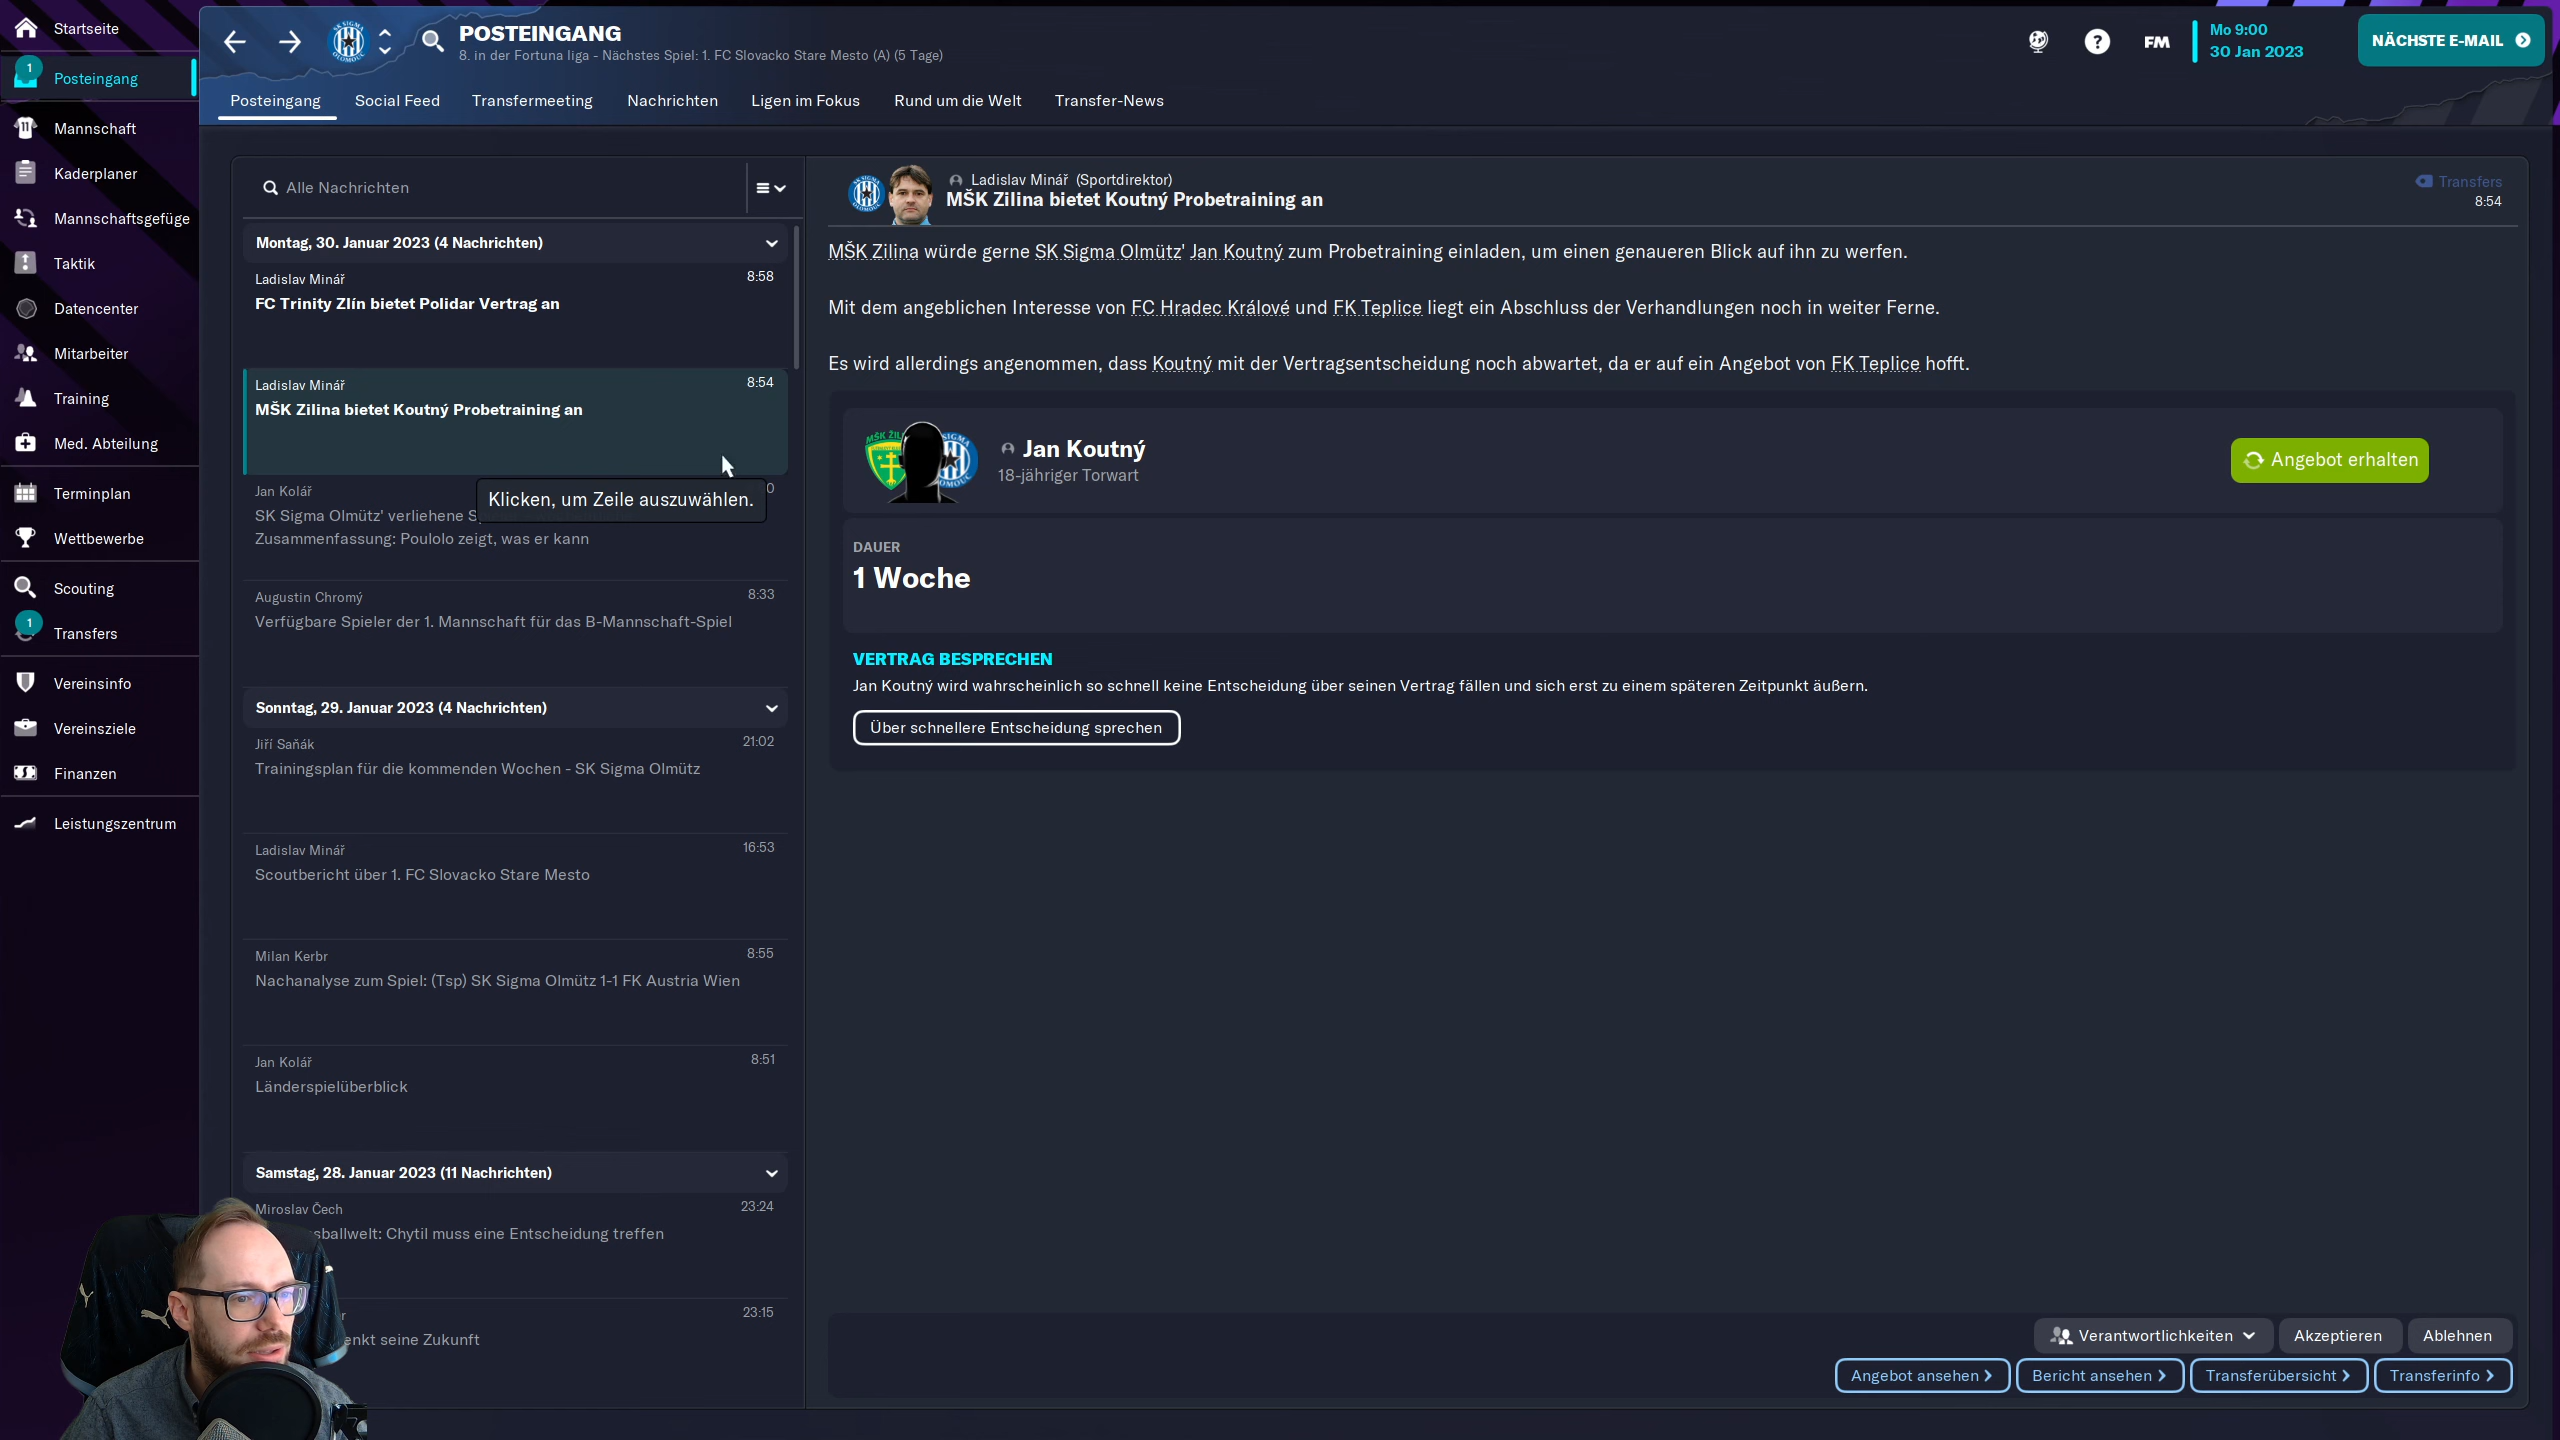 Startseite
1
Posteingang
Mannschaft
Kaderplaner
Mannschaftsgefüge
Taktik
Datencenter
Mitarbeiter
Training
Med. Abteilung
Terminplan
Wettbewerbe
Scouting
1
Transfers
Vereinsinfo
Vereinsziele
Finanzen
Leistungszentrum
POSTEINGANG
8. in der Fortuna liga - Nächstes Spiel: 1. FC Slovacko Stare Mesto (A) (5 Tage)
FM
Mo 9:00
30 Jan 2023
NÄCHSTE E-MAIL
Posteingang
Social Feed
Transfermeeting
Nachrichten
Ligen im Fokus
Rund um die Welt
Transfer-News
Alle Nachrichten
Montag, 30. Januar 2023 (4 Nachrichten)
Ladislav Minář 8:58
FC Trinity Zlín bietet Polidar Vertrag an
Ladislav Minář 8:54
MŠK Zilina bietet Koutný Probetraining an
Jan Kolář
Klicken, um Zeile auszuwählen.
SK Sigma Olmütz' verliehene
Zusammenfassung: Poulolo zeigt, was er kann
Augustin Chromý 8:33
Verfügbare Spieler der 1. Mannschaft für das B-Mannschaft-Spiel
Sonntag, 29. Januar 2023 (4 Nachrichten)
Jiří Saňák 21:02
Trainingsplan für die kommenden Wochen - SK Sigma Olmütz
Ladislav Minář 16:53
Scoutbericht über 1. FC Slovacko Stare Mesto
Milan Kerbr 8:55
Nachanalyse zum Spiel: (Tsp) SK Sigma Olmütz 1-1 FK Austria Wien
Jan Kolář 8:51
Länderspielüberblick
Samstag, 28. Januar 2023 (11 Nachrichten)
Miroslav Čech 23:24
sballwelt: Chytil muss eine Entscheidung treffen
23:15
enkt seine Zukunft
Ladislav Minář (Sportdirektor)
MŠK Zilina bietet Koutný Probetraining an
Transfers
8:54
MŠK Zilina würde gerne SK Sigma Olmütz' Jan Koutný zum Probetraining einladen, um einen genaueren Blick auf ihn zu werfen.
Mit dem angeblichen Interesse von FC Hradec Králové und FK Teplice liegt ein Abschluss der Verhandlungen noch in weiter Ferne.
Es wird allerdings angenommen, dass Koutný mit der Vertragsentscheidung noch abwartet, da er auf ein Angebot von FK Teplice hofft.
Jan Koutný
18-jähriger Torwart
Angebot erhalten
DAUER
1 Woche
VERTRAG BESPRECHEN
Jan Koutný wird wahrscheinlich so schnell keine Entscheidung über seinen Vertrag fällen und sich erst zu einem späteren Zeitpunkt äußern.
Über schnellere Entscheidung sprechen
Verantwortlichkeiten
Akzeptieren
Ablehnen
Angebot ansehen
Bericht ansehen
Transferübersicht
Transferinfo